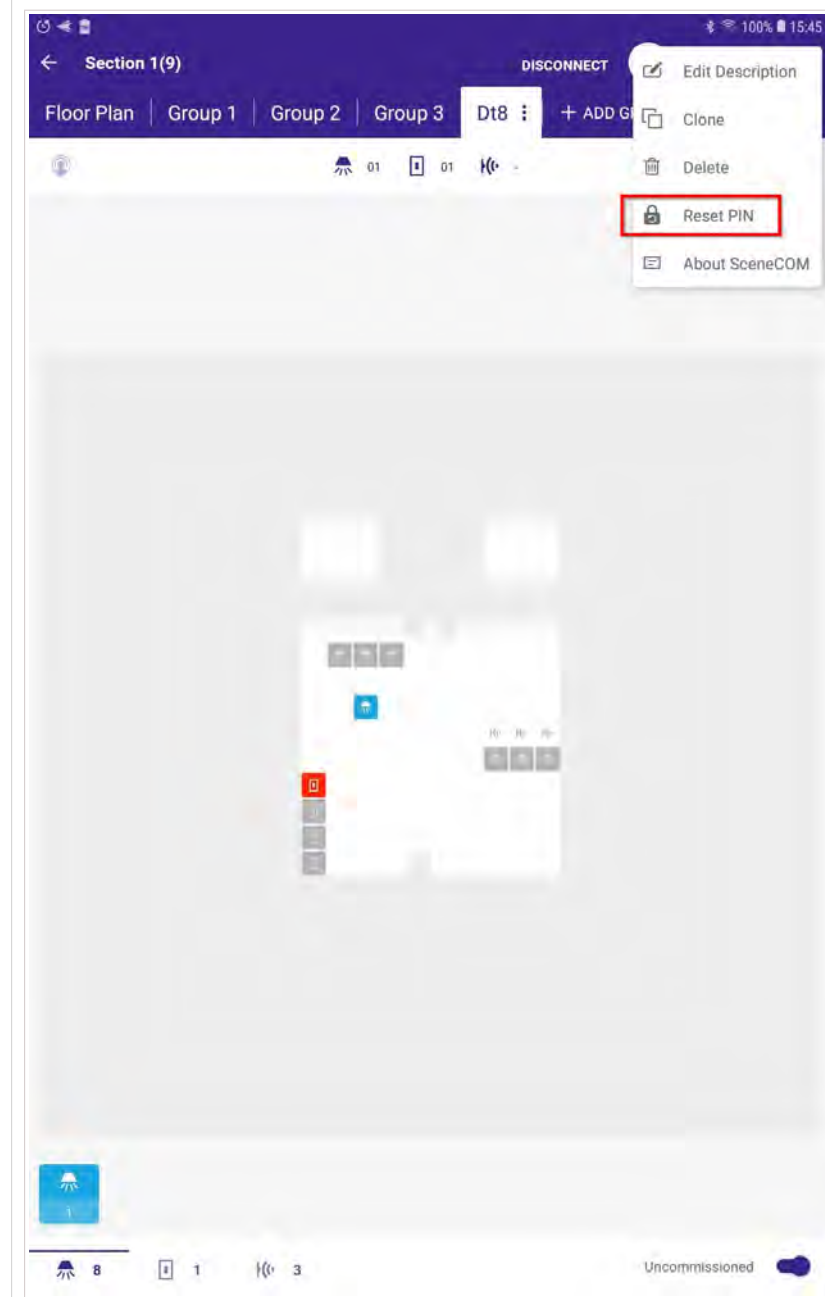 100% 15:45
Section 1(9)
DISCONNECT
Floor Plan
Group 1
Group 2
Group 3
Dt8
+ ADD G
Edit Description
Clone
Delete
Reset PIN
About SceneCOM
01
01
-
1
8
1
3
Uncommissioned